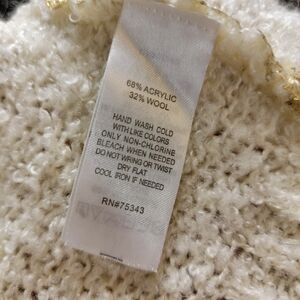 68% ACRYLIC
32% WOOL
HAND WASH COLD
WITH LIKE COLORS
ONLY NON-CHLORINE
BLEACH WHEN NEEDED
DO NOT WRING OR TWIST
DRY FLAT
COOL IRON IF NEEDED
RN#75343